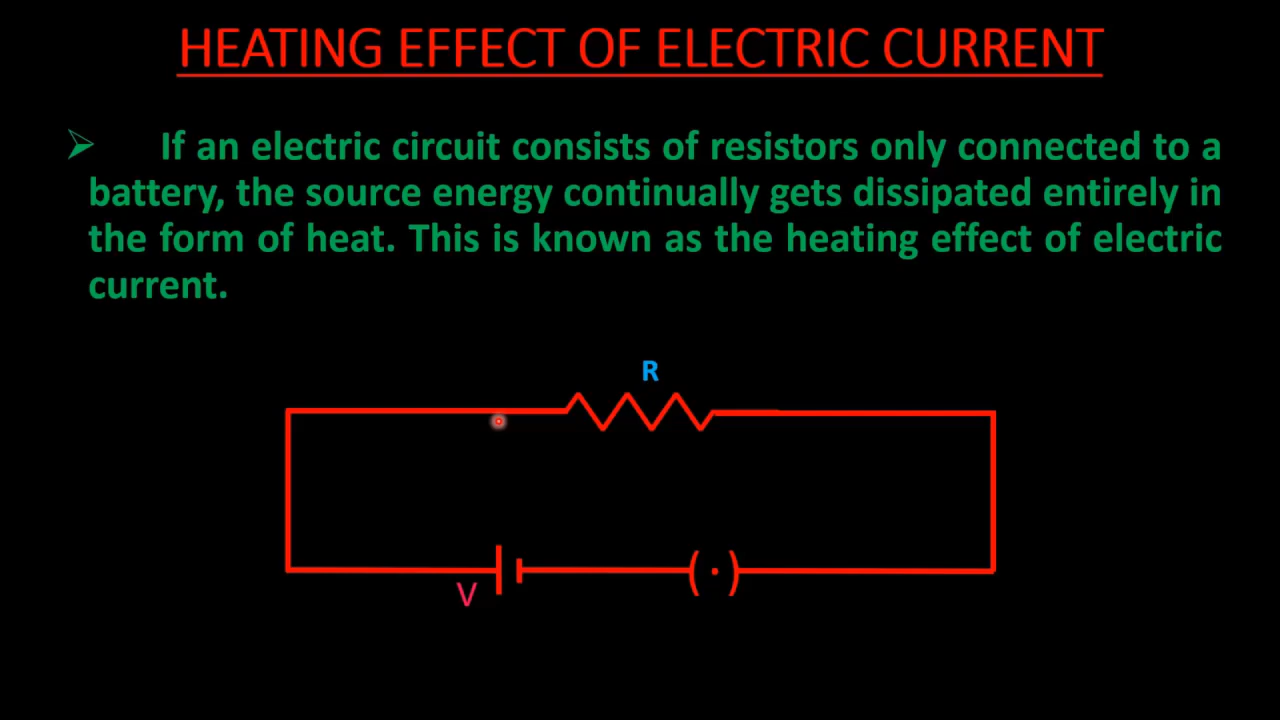 HEATING EFFECT OF ELECTRIC CURRENT
➢ If an electric circuit consists of resistors only connected to a
battery, the source energy continually gets dissipated entirely in
the form of heat. This is known as the heating effect of electric
current.
R
V